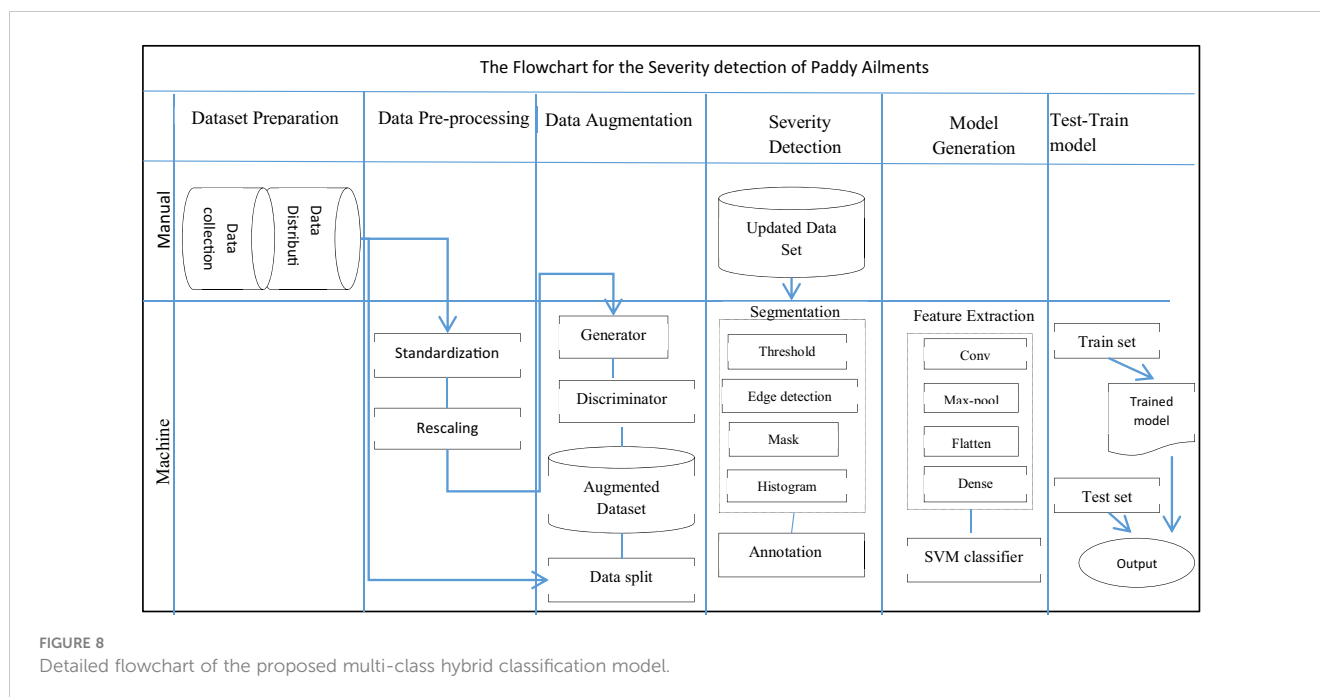 The Flowchart for the Severity detection of Paddy Ailments
Dataset Preparation
Data Pre-processing
Data Augmentation
Severity
Detection
Model
Generation
Test-Train
model
Manual
Data
collection
Data
Distributi
Updated Data
Set
Machine
Standardization
Rescaling
Generator
Discriminator
Augmented
Dataset
Data split
Segmentation
Threshold
Edge detection
Mask
Histogram
Annotation
Feature Extraction
Conv
Max-pool
Flatten
Dense
SVM classifier
Train set
Trained
model
Test set
Output
FIGURE 8
Detailed flowchart of the proposed multi-class hybrid classification model.